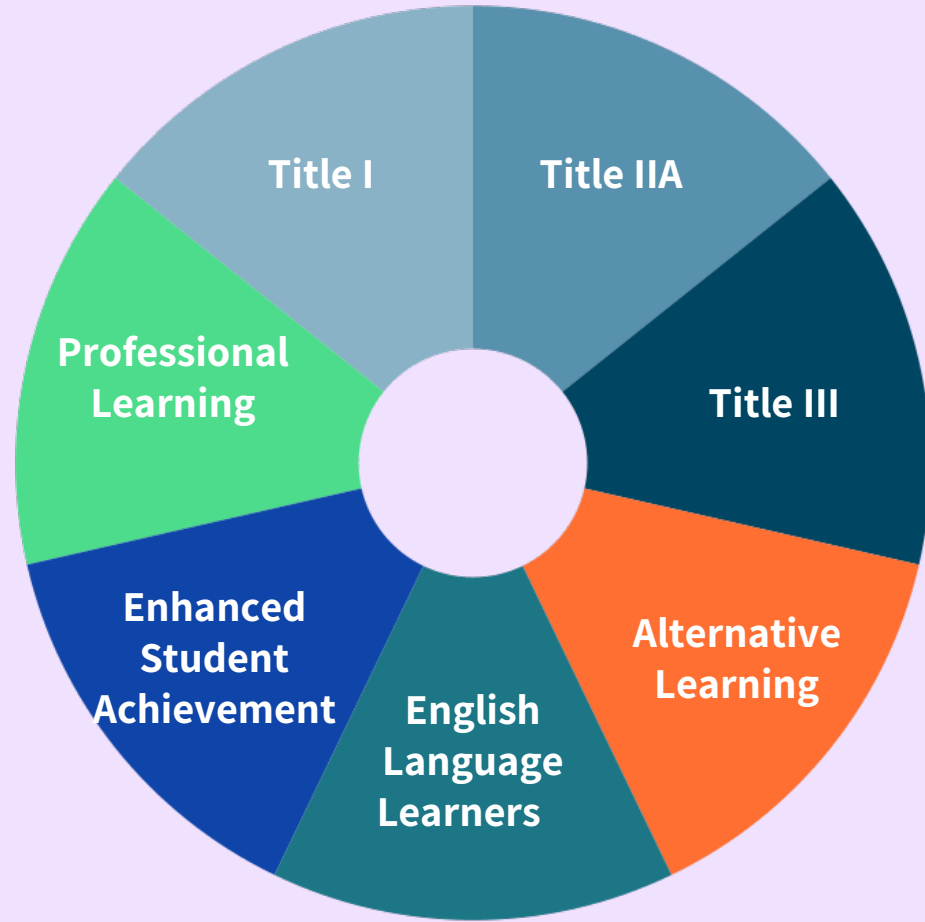 Title I
Title IIA
Title III
Alternative
Learning
English
Language
Learners
Enhanced
Student
Achievement
Professional
Learning